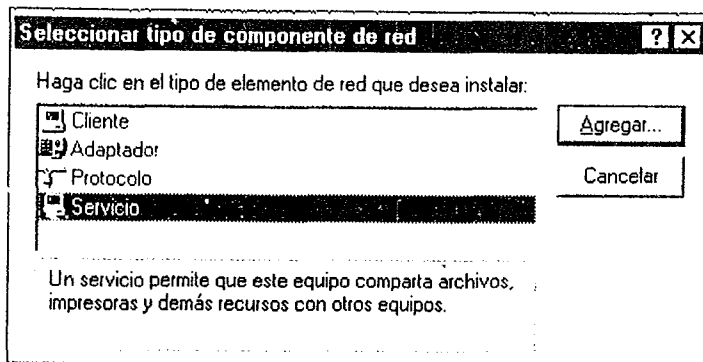 Seleccionar tipo de componente de red ? ×
Haga clic en el tipo de elemento de red que desea instalar:
Cliente
Adaptador
Protocolo
Servicio
Agregar...
Cancelar
Un servicio permite que este equipo comparta archivos,
impresoras y demás recursos con otros equipos.